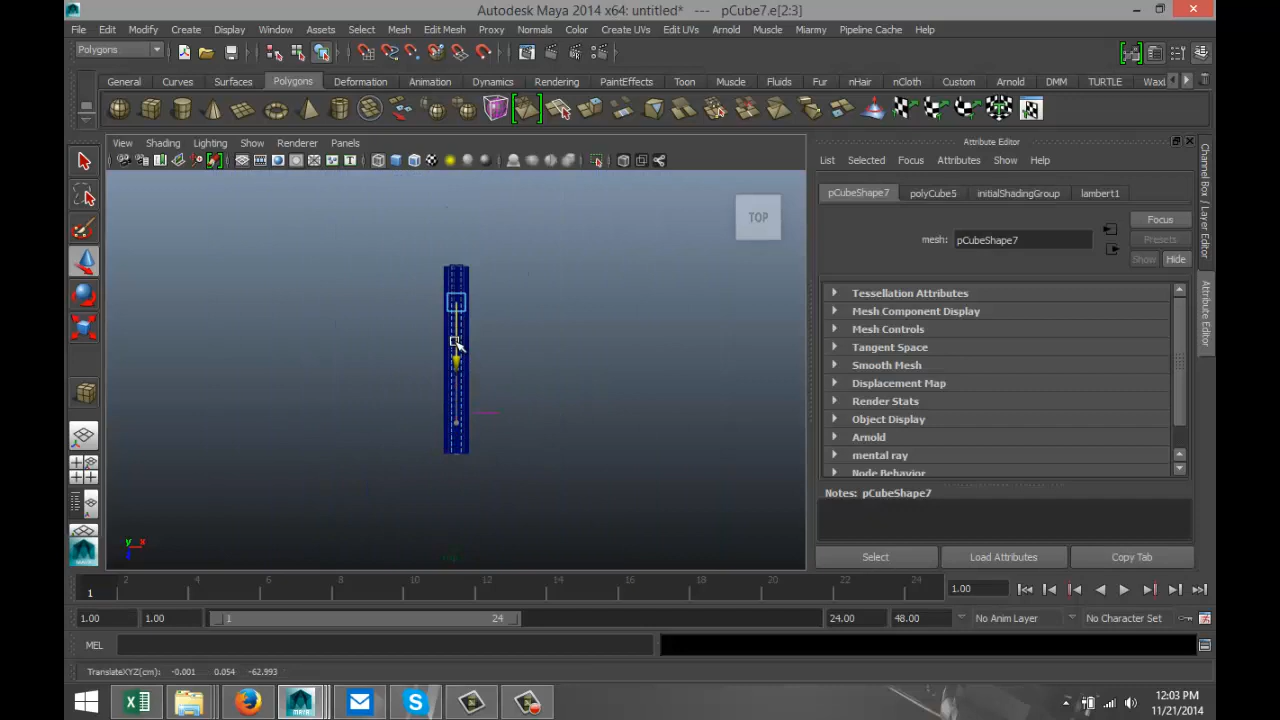 Autodesk Maya 2014 x64: untitled*   ---   pCube7.e[2:3]
File Edit Modify Create Display Window Assets Select Mesh Edit Mesh Proxy Normals Color Create UVs Edit UVs Arnold Muscle Miarmy Pipeline Cache Help
Polygons
General Curves Surfaces Polygons Deformation Animation Dynamics Rendering PaintEffects Toon Muscle Fluids Fur nHair nCloth Custom Arnold DMM TURTLE Waxl
View Shading Lighting Show Renderer Panels
Attribute Editor
List Selected Focus Attributes Show Help
pCubeShape7 polyCube5 initialShadingGroup lambert1
Focus
mesh: pCubeShape7
Presets
Show Hide
TOP
Tessellation Attributes
Mesh Component Display
Mesh Controls
Tangent Space
Smooth Mesh
Displacement Map
Render Stats
Object Display
Arnold
mental ray
Node Behavior
Notes: pCubeShape7
Select Load Attributes Copy Tab
Channel Box / Layer Editor
Attribute Editor
y x
2 4 6 8 10 12 14 16 18 20 22 24
1 1.00
1.00 1.00 1 24 24.00 48.00 No Anim Layer No Character Set
MEL
TranslateXYZ(cm): -0.001 0.054 -62.993
MAYA
12:03 PM
11/21/2014